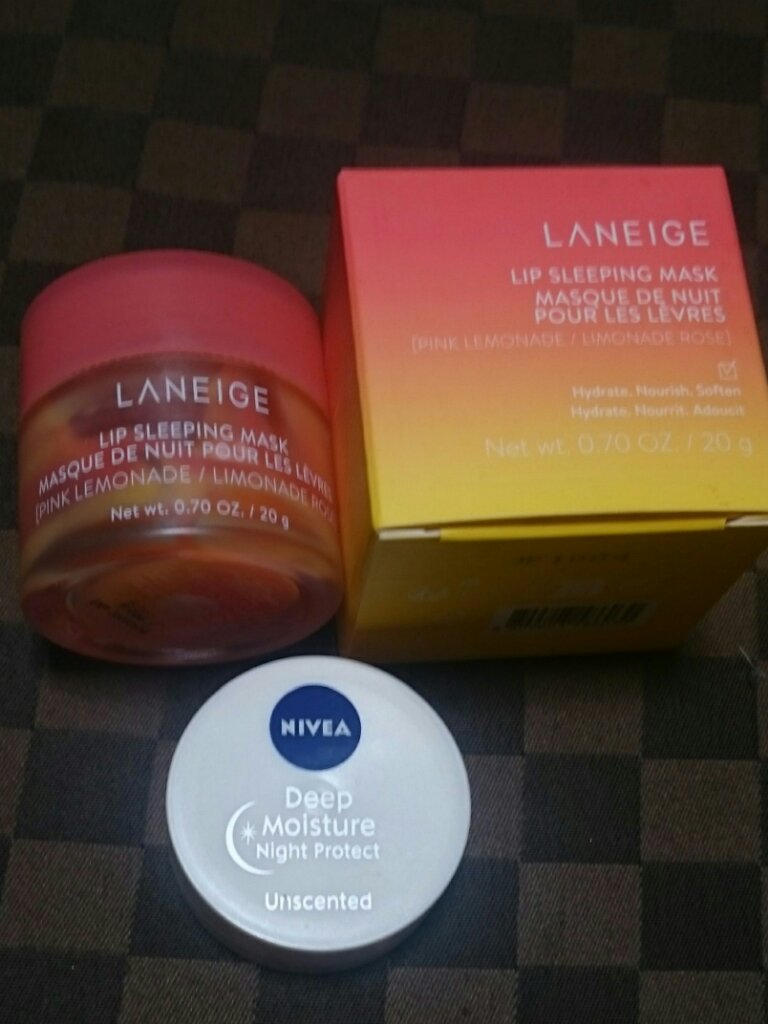 LANEIGE
LIP SLEEPING MASK
MASQUE DE NUIT POUR LES LÈVRES
[PINK LEMONADE / LIMONADE ROSE
Net wt. 0.70 OZ. / 20 g
LANEIGE
LIP SLEEPING MASK
MASQUE DE NUIT
POUR LES LÈVRES
[PINK LEMONADE / LIMONADE ROSE]
Hydrate. Nourish. Soften
Hydrate. Nourrit. Adoucit
Net wt. 0.70 OZ. / 20 g
NIVEA
Deep
Moisture
Night Protect
Unscented